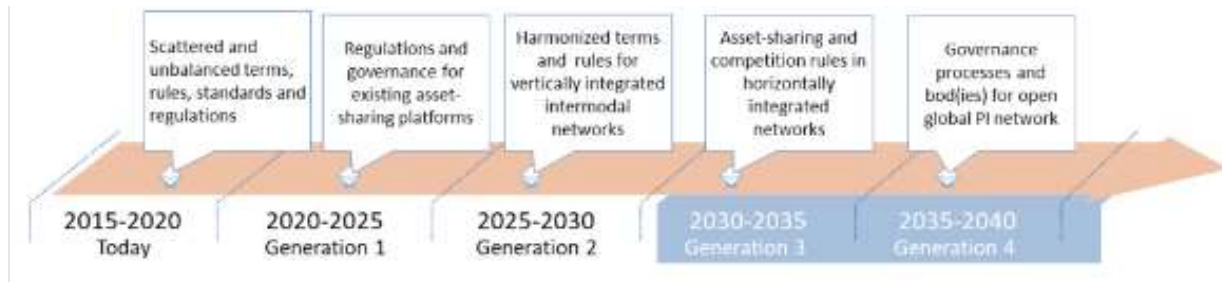 Scattered and
unbalanced terms,
rules, standards and
regulations
Regulations and
governance for
existing asset-
sharing platforms
Harmonized terms
and rules for
vertically integrated
intermodal
networks
Asset-sharing and
competition rules in
horizontally
integrated
networks
Governance
processes and
bod(ies) for open
global PI network
2015-2020
Today
2020-2025
Generation 1
2025-2030
Generation 2
2030-2035
Generation 3
2035-2040
Generation 4